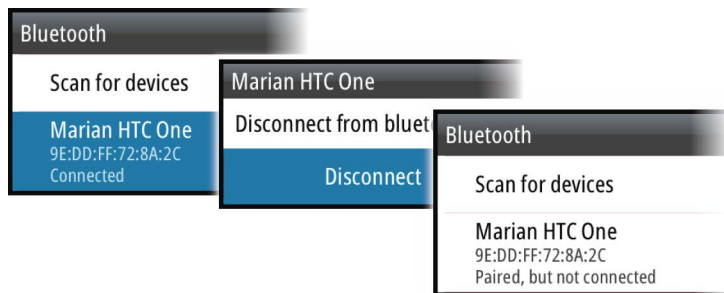 Bluetooth
Scan for devices
Marian HTC One
9E:DD:FF:72:8A:2C
Connected
Marian HTC One
Disconnect from
Disconnect
Bluetooth
Scan for devices
Marian HTC One
9E:DD:FF:72:8A:2C
Paired, but not connected